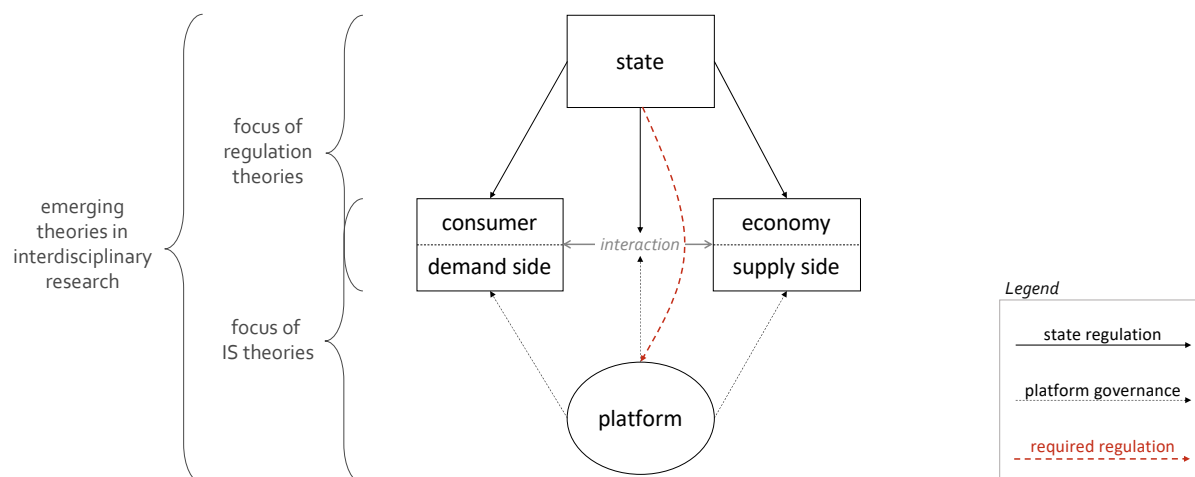 state
focus of
regulation
theories
emerging
theories in
interdisciplinary
research
consumer
economy
interaction
demand side
supply side
focus of
IS theories
platform
Legend
state regulation
platform governance
required regulation